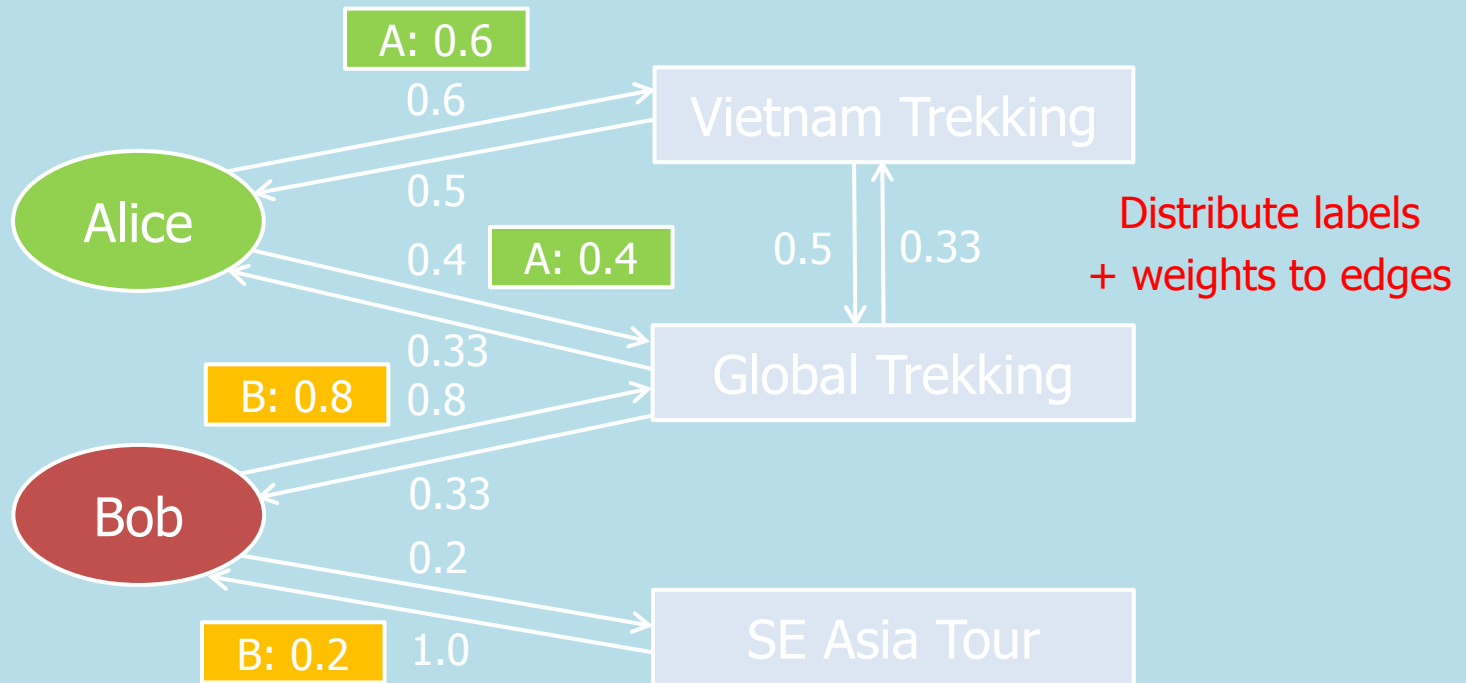 A: 0.6
0.6
Vietnam Trekking
0.5
Alice
Distribute labels
+ weights to edges
0.4
A: 0.4
0.5
0.33
0.33
Global Trekking
B: 0.8
0.8
0.33
Bob
0.2
SE Asia Tour
B: 0.2
1.0